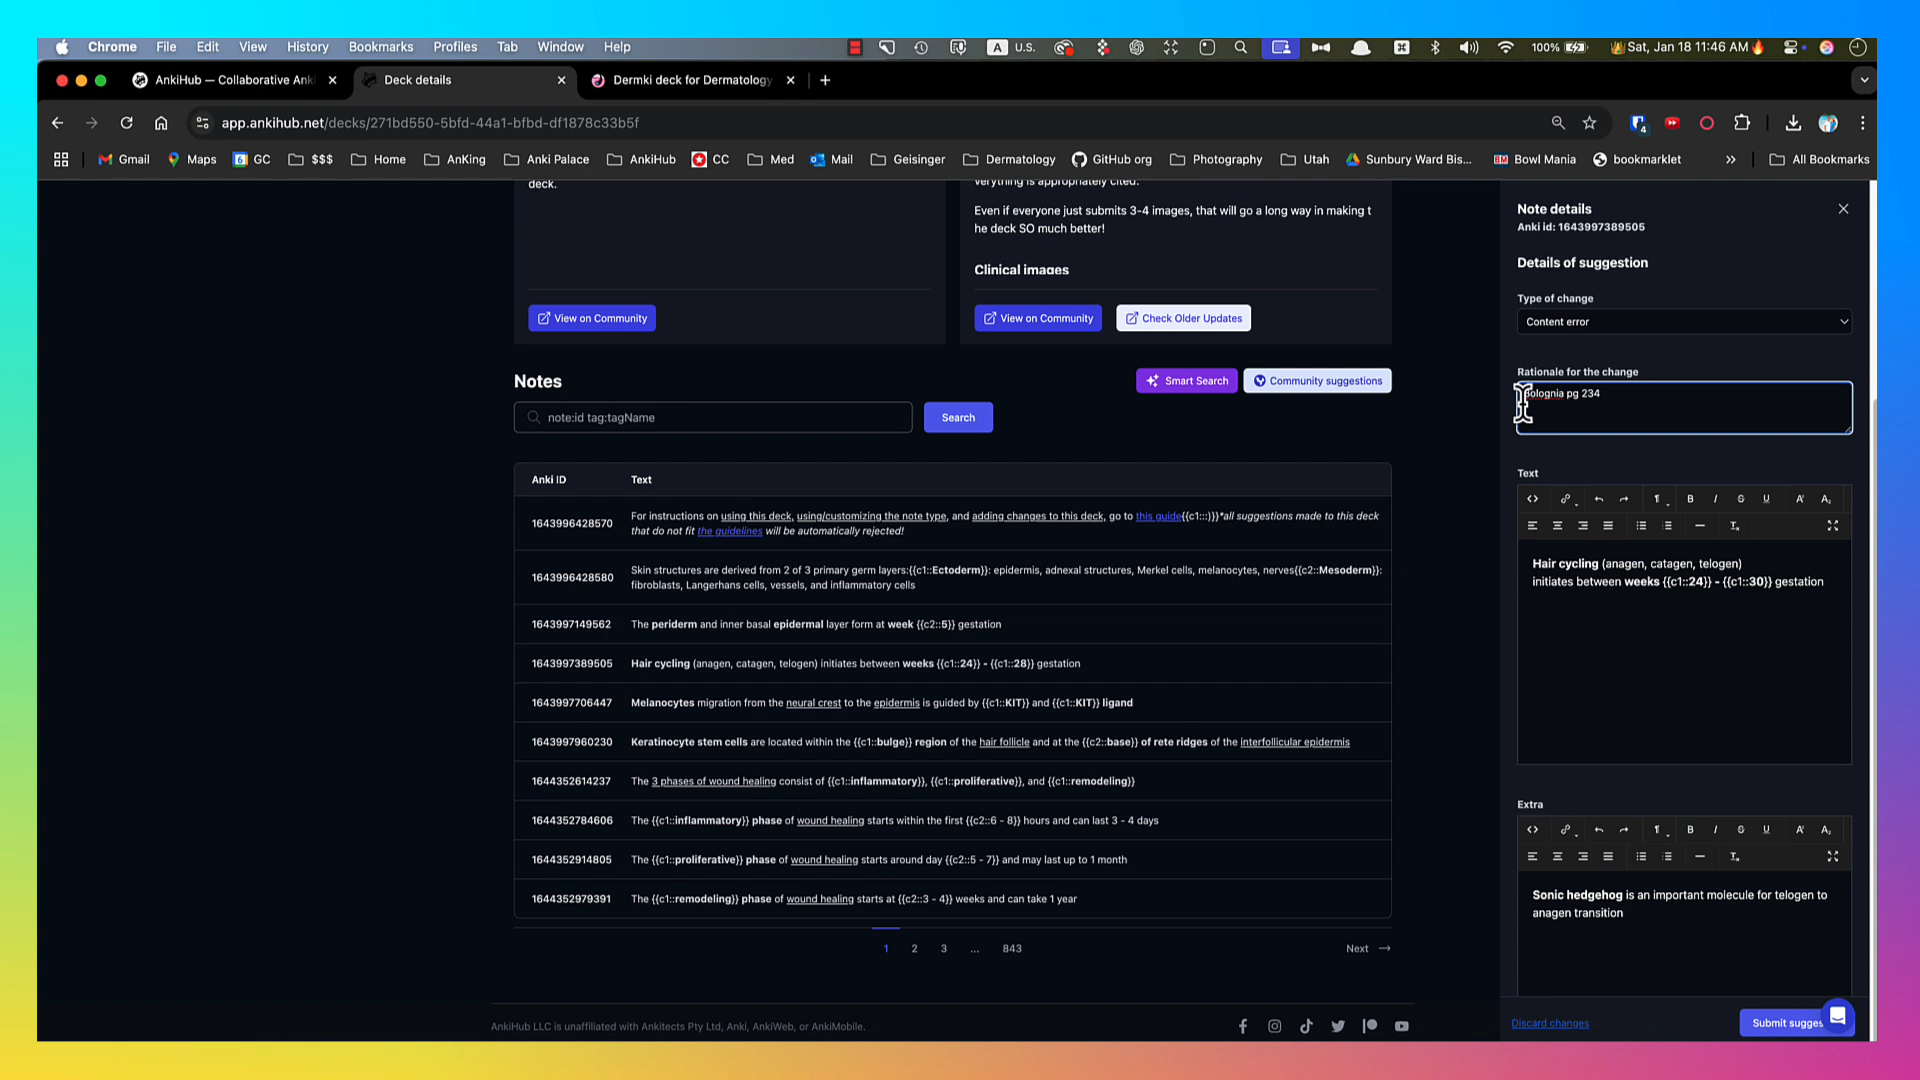 Chrome File Edit View History Bookmarks Profiles Tab Window Help A U.S. 100% Sat, Jan 18 11:46 AM
AnkiHub — Collaborative Anki Deck details Dermki deck for Dermatology
app.ankihub.net/decks/271bd550-5bfd-44a1-bfbd-df1878c33b5f 4
Gmail Maps GC $$$ Home AnKing Anki Palace AnkiHub CC Med Mail Geisinger Dermatology GitHub org Photography Utah Sunbury Ward Bis... Bowl Mania bookmarklet » All Bookmarks
deck.
verything is appropriately cited.
Even if everyone just submits 3-4 images, that will go a long way in making t
he deck SO much better!
Clinical images
View on Community
View on Community Check Older Updates
Notes
Smart Search Community suggestions
note:id tag:tagName Search
Anki ID Text
1643996428570 For instructions on using this deck, using/customizing the note type, and adding changes to this deck, go to this guide{{c1:::)}}*all suggestions made to this deck
that do not fit the guidelines will be automatically rejected!
1643996428580 Skin structures are derived from 2 of 3 primary germ layers:{{c1::Ectoderm}}: epidermis, adnexal structures, Merkel cells, melanocytes, nerves{{c2::Mesoderm}}:
fibroblasts, Langerhans cells, vessels, and inflammatory cells
1643997149562 The periderm and inner basal epidermal layer form at week {{c2::5}} gestation
1643997389505 Hair cycling (anagen, catagen, telogen) initiates between weeks {{c1::24}} - {{c1::28}} gestation
1643997706447 Melanocytes migration from the neural crest to the epidermis is guided by {{c1::KIT}} and {{c1::KIT}} ligand
1643997960230 Keratinocyte stem cells are located within the {{c1::bulge}} region of the hair follicle and at the {{c2::base}} of rete ridges of the interfollicular epidermis
1644352614237 The 3 phases of wound healing consist of {{c1::inflammatory}}, {{c1::proliferative}}, and {{c1::remodeling}}
1644352784606 The {{c1::inflammatory}} phase of wound healing starts within the first {{c2::6 - 8}} hours and can last 3 - 4 days
1644352914805 The {{c1::proliferative}} phase of wound healing starts around day {{c2::5 - 7}} and may last up to 1 month
1644352979391 The {{c1::remodeling}} phase of wound healing starts at {{c2::3 - 4}} weeks and can take 1 year
1 2 3 ... 843 Next →
AnkiHub LLC is unaffiliated with Ankitects Pty Ltd, Anki, AnkiWeb, or AnkiMobile.
Note details
Anki id: 1643997389505
Details of suggestion
Type of change
Content error
Rationale for the change
pg 234
Text
Hair cycling (anagen, catagen, telogen)
initiates between weeks {{c1::24}} - {{c1::30}} gestation
Extra
Sonic hedgehog is an important molecule for telogen to
anagen transition
Discard changes Submit